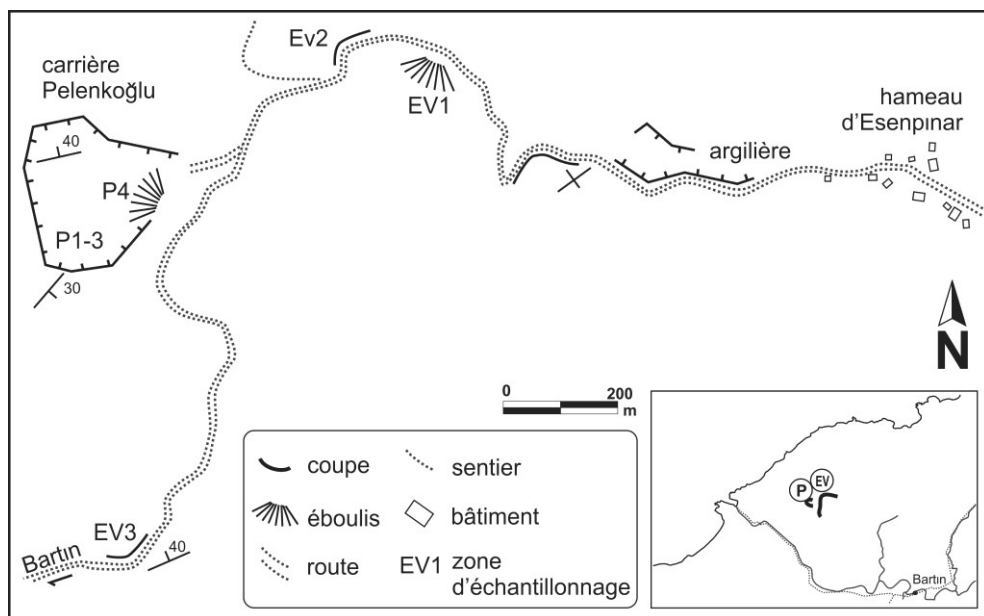 Ev2
carrière
Pelenkoğlu
EV1
hameau
d'Esenpınar
40
argilière
P4
P1-3
30
N
0 200
m
coupe
sentier
éboulis
bâtiment
route
EV1 zone
d'échantillonnage
EV3
40
Bartın
P
EV
Bartın